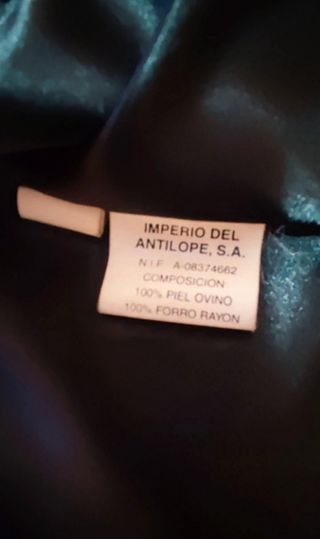 IMPERIO DEL
ANTILOPE, S.A.
N.I.F. A-08374662
COMPOSICION
100% PIEL OVINO
100% FORRO RAYON